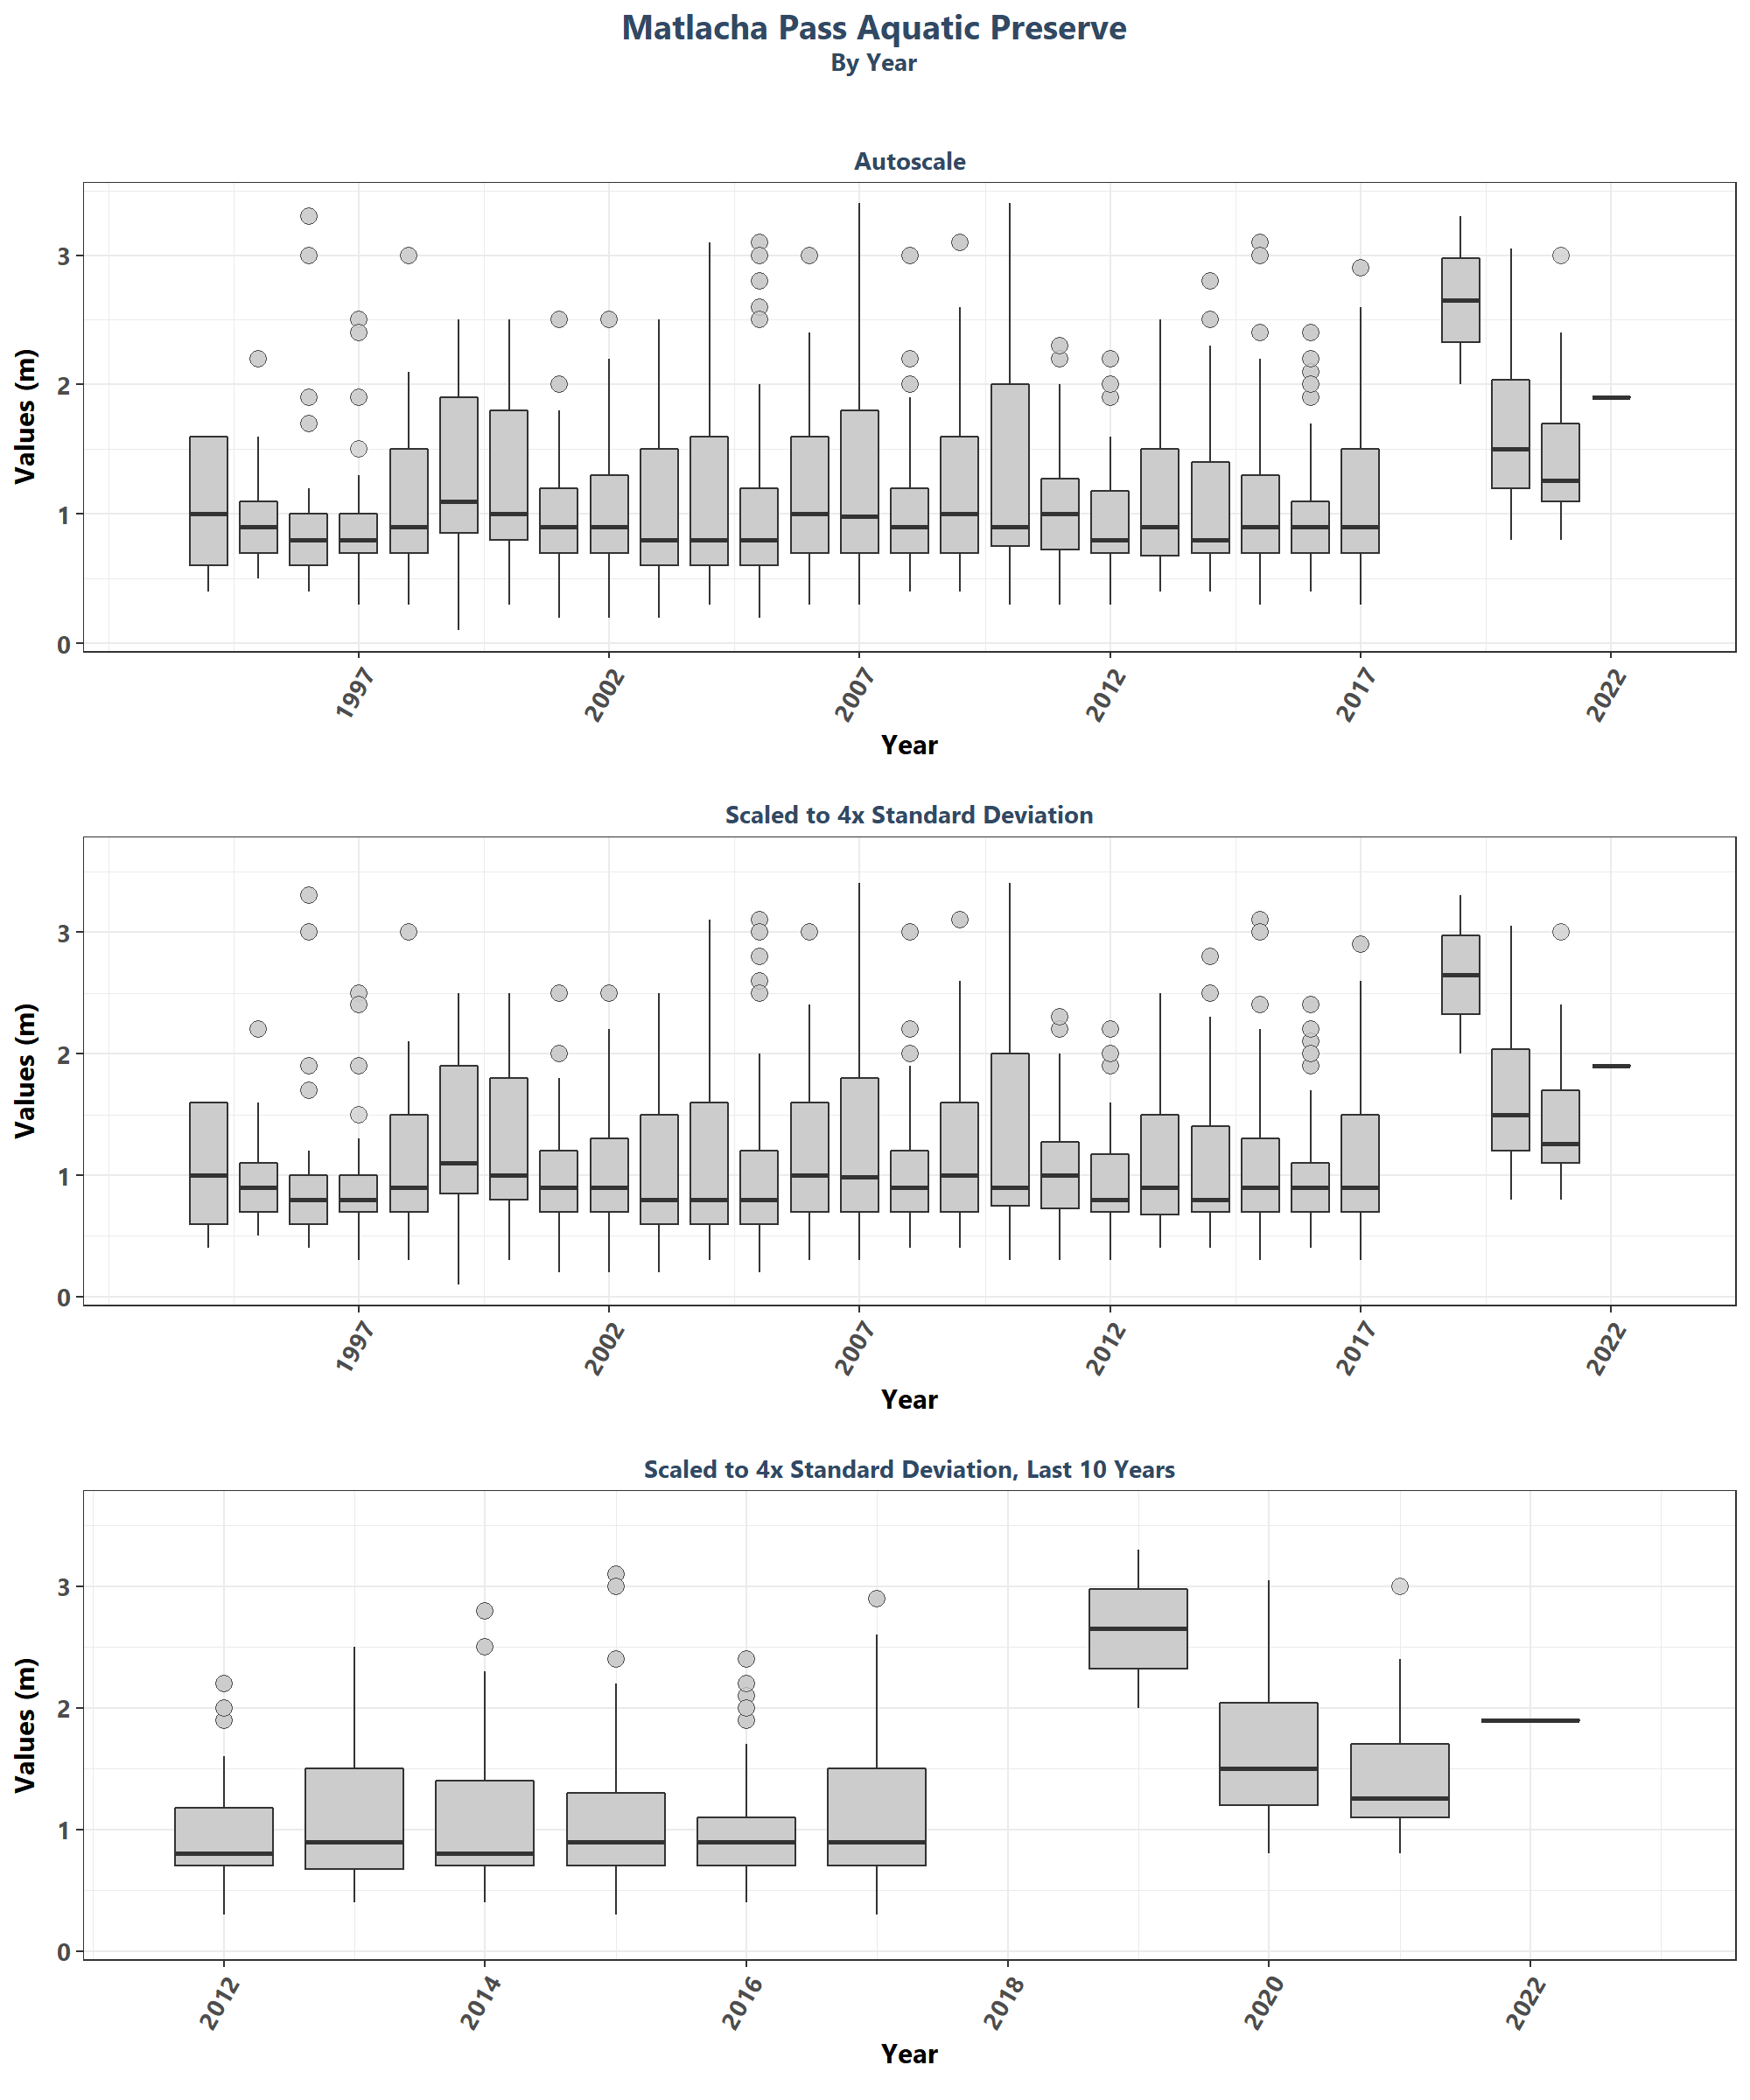 Matlacha Pass Aquatic Preserve
By Year
Autoscale
Values (m)
3
2
1
0
1997 2002 2007 2012 2017 2022
Year
Scaled to 4x Standard Deviation
Values (m)
3
2
1
0
1997 2002 2007 2012 2017 2022
Year
Scaled to 4x Standard Deviation, Last 10 Years
Values (m)
3
2
1
0
2012 2014 2016 2018 2020 2022
Year